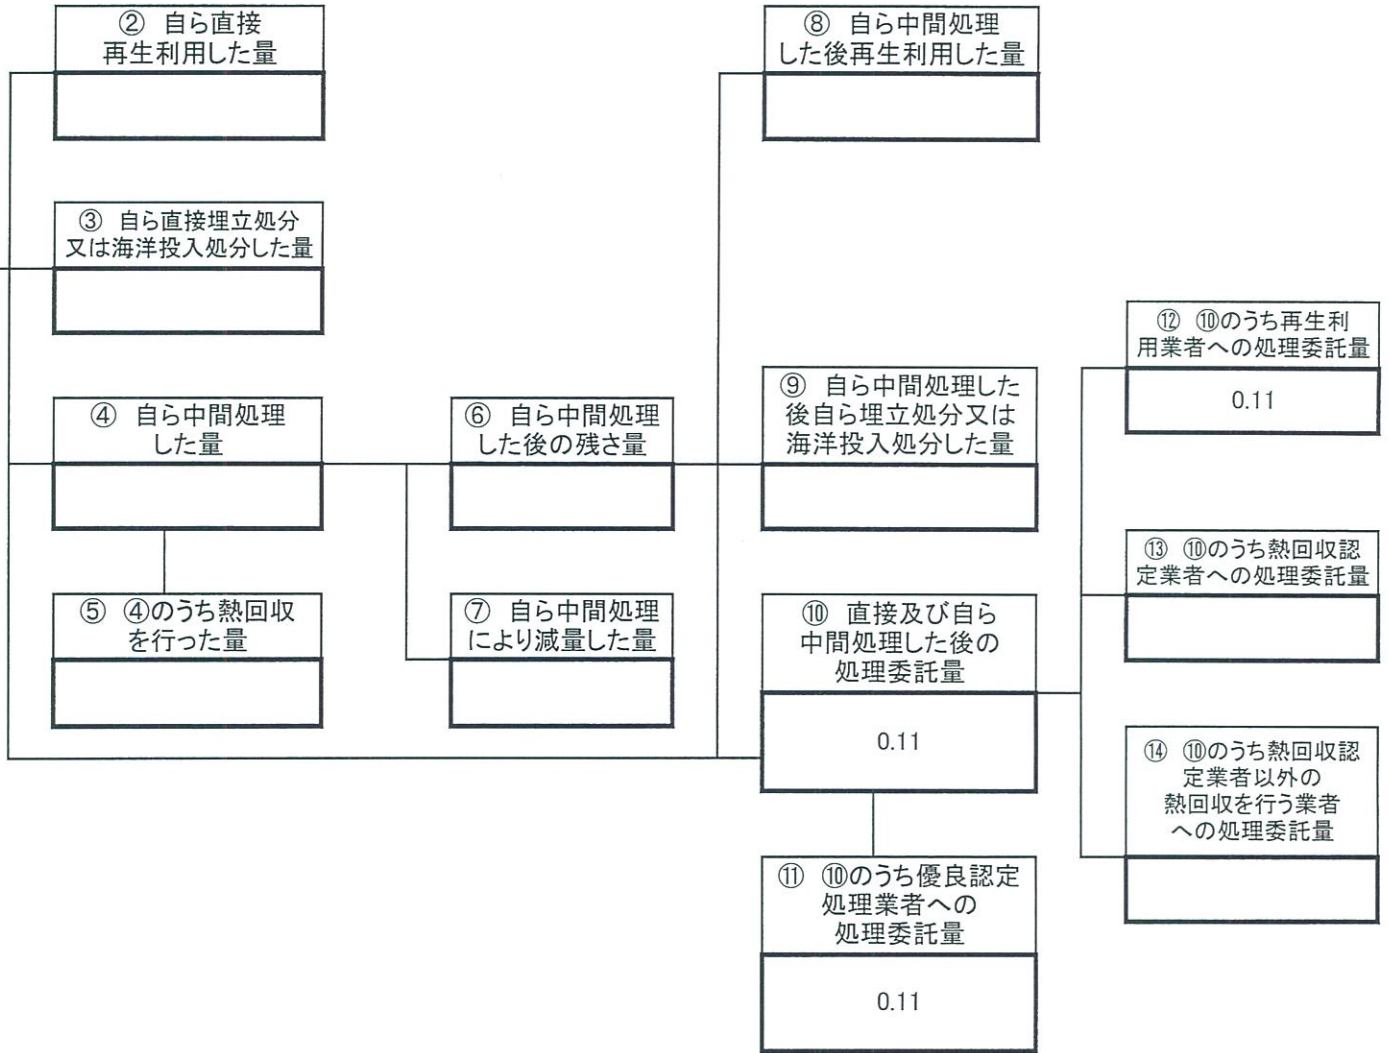 ② 自ら直接
再生利用した量
③ 自ら直接埋立処分
又は海洋投入処分した量
④ 自ら中間処理
した量
⑤ ④のうち熱回収
を行った量
⑥ 自ら中間処理
した後の残さ量
⑦ 自ら中間処理
により減量した量
⑧ 自ら中間処理
した後再生利用した量
⑨ 自ら中間処理した
後自ら埋立処分又は
海洋投入処分した量
⑩ 直接及び自ら
中間処理した後の
処理委託量
0.11
⑪ ⑩のうち優良認定
処理業者への
処理委託量
0.11
⑫ ⑩のうち再生利
用業者への処理委託量
0.11
⑬ ⑩のうち熱回収認
定業者への処理委託量
⑭ ⑩のうち熱回収認
定業者以外の
熱回収を行う業者
への処理委託量